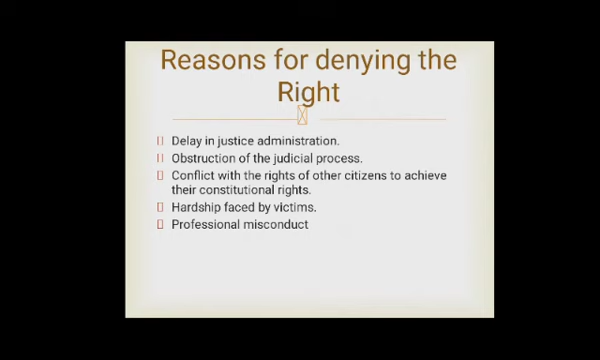 Reasons for denying the
Right
Delay in justice administration.
Obstruction of the judicial process.
Conflict with the rights of other citizens to achieve
their constitutional rights.
Hardship faced by victims.
Professional misconduct